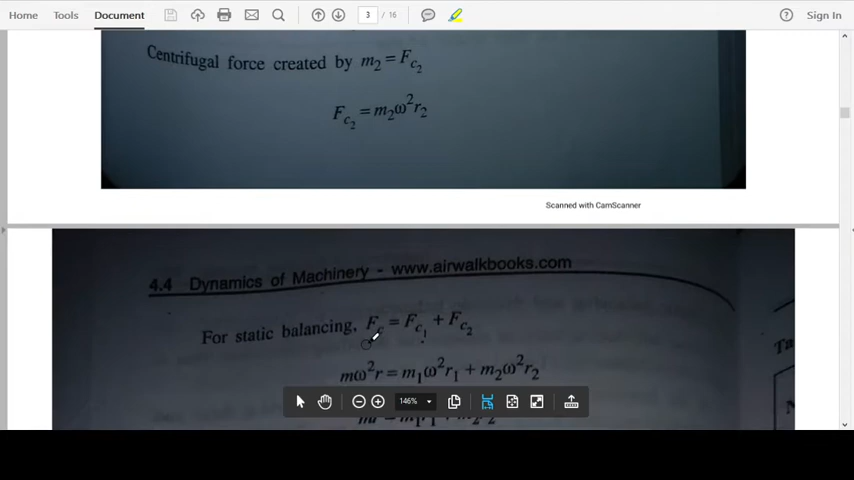 Home Tools Document 3 / 16 Sign In
Centrifugal force created by m₂ = F_c₂
F_c₂ = m₂ω²r₂
Scanned with CamScanner
4.4 Dynamics of Machinery - www.airwalkbooks.com
For static balancing, F_c = F_c₁ + F_c₂
mω²r = m₁ω²r₁ + m₂ω²r₂
Ta
146%